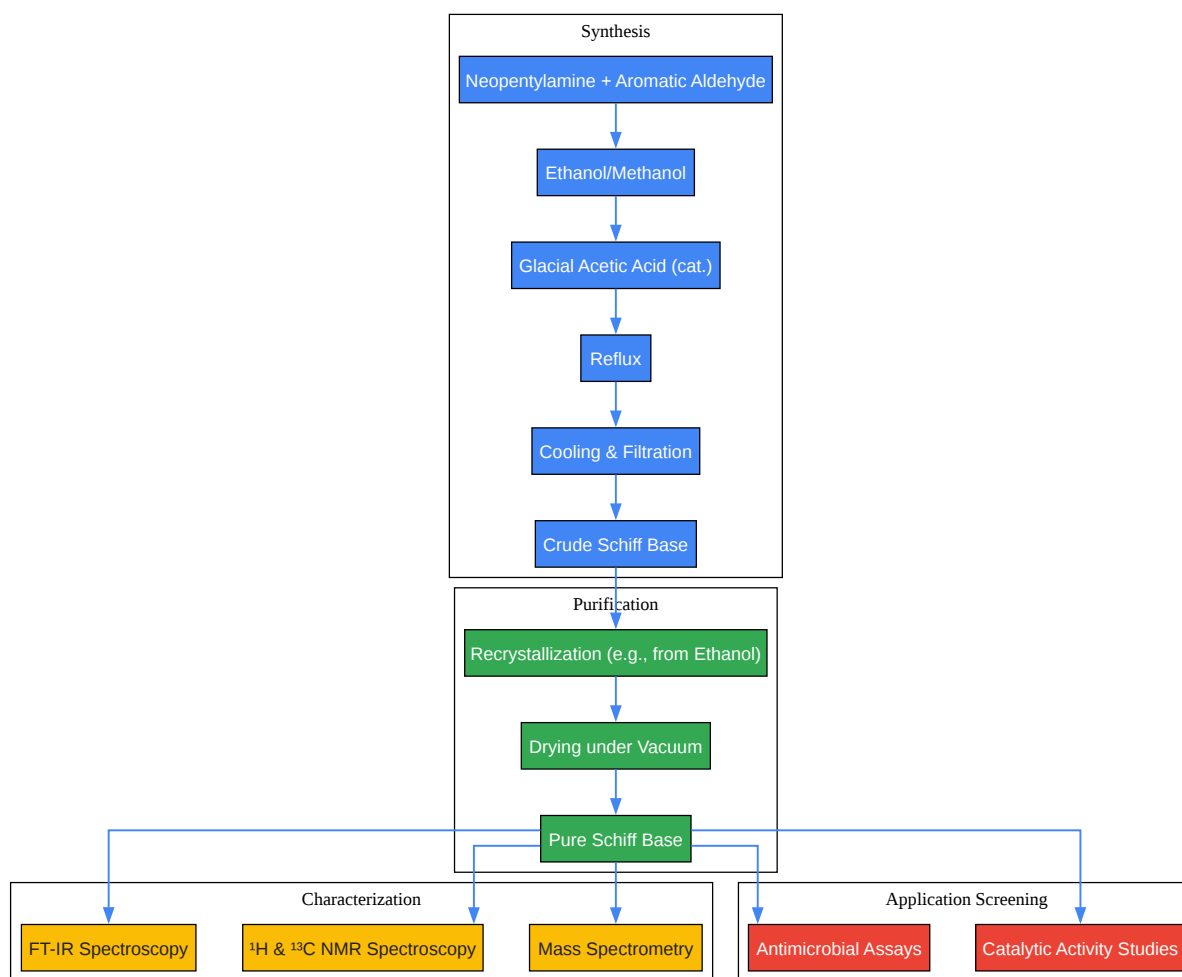 Synthesis
Neopentylamine + Aromatic Aldehyde
Ethanol/Methanol
Glacial Acetic Acid (cat.)
Reflux
Cooling & Filtration
Crude Schiff Base
Purification
Recrystallization (e.g., from Ethanol)
Drying under Vacuum
Pure Schiff Base
Characterization
FT-IR Spectroscopy
¹H & ¹³C NMR Spectroscopy
Mass Spectrometry
Application Screening
Antimicrobial Assays
Catalytic Activity Studies